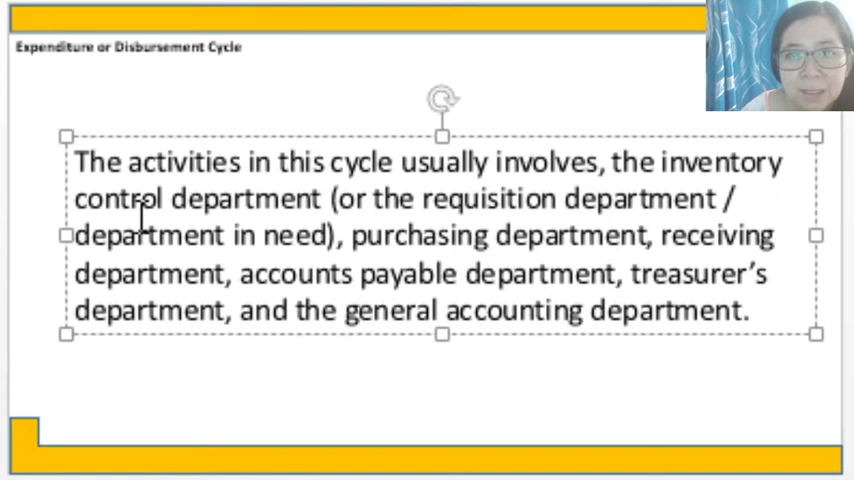 Expenditure or Disbursement Cycle
The activities in this cycle usually involves, the inventory
control department (or the requisition department /
department in need), purchasing department, receiving
department, accounts payable department, treasurer’s
department, and the general accounting department.